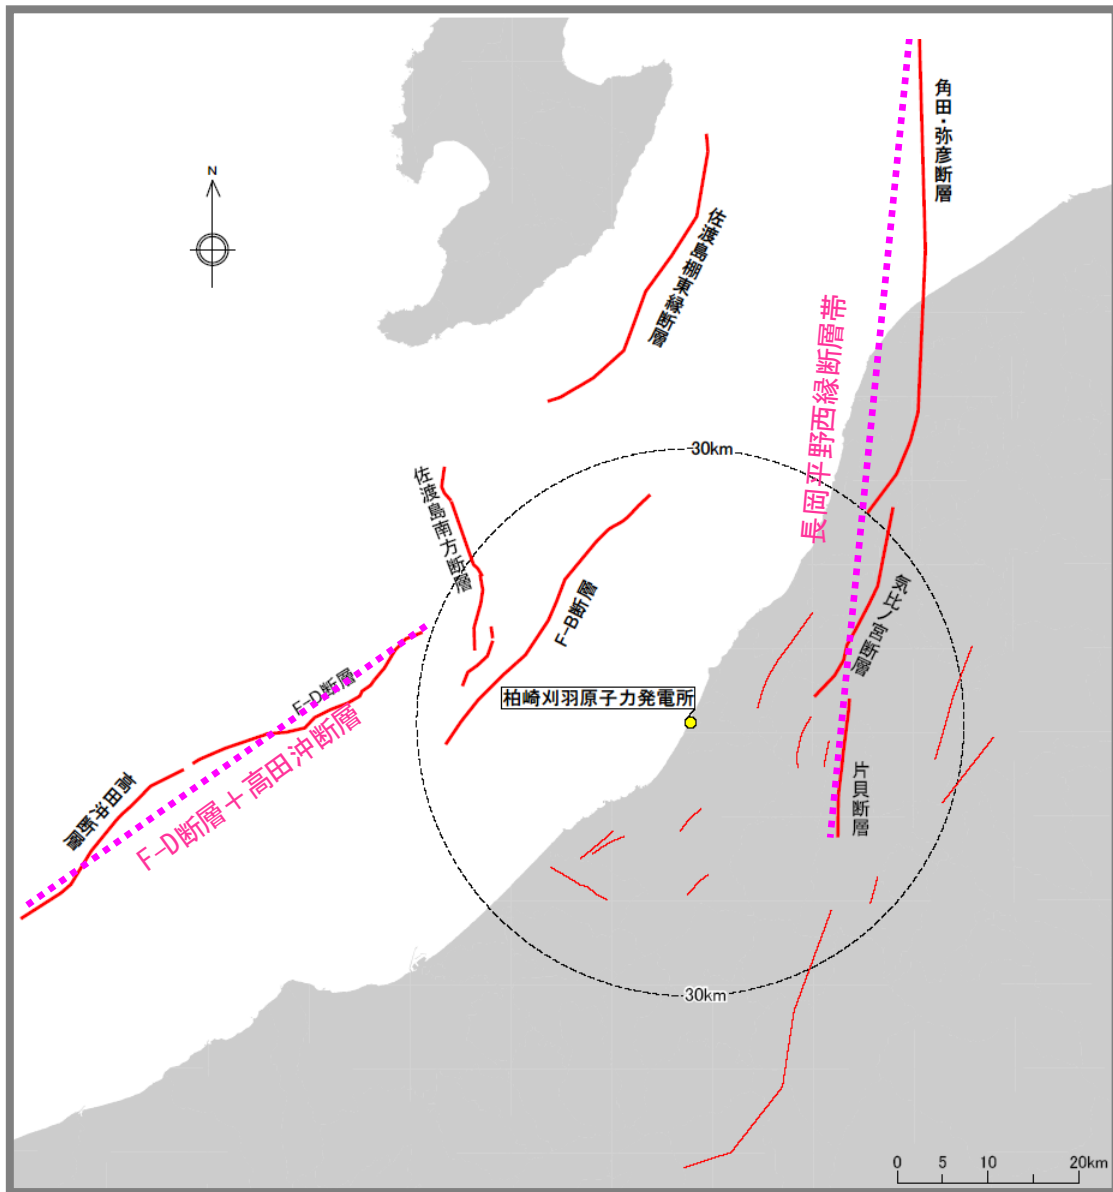 角田・弥彦断層
N
佐渡島棚東縁断層
長岡平野西縁断層帯
30km
佐渡島南方断層
F-B断層
気比ノ宮断層
F-D断層
柏崎刈羽原子力発電所
片貝断層
高田沖断層
F-D断層＋高田沖断層
30km
0 5 10 20km